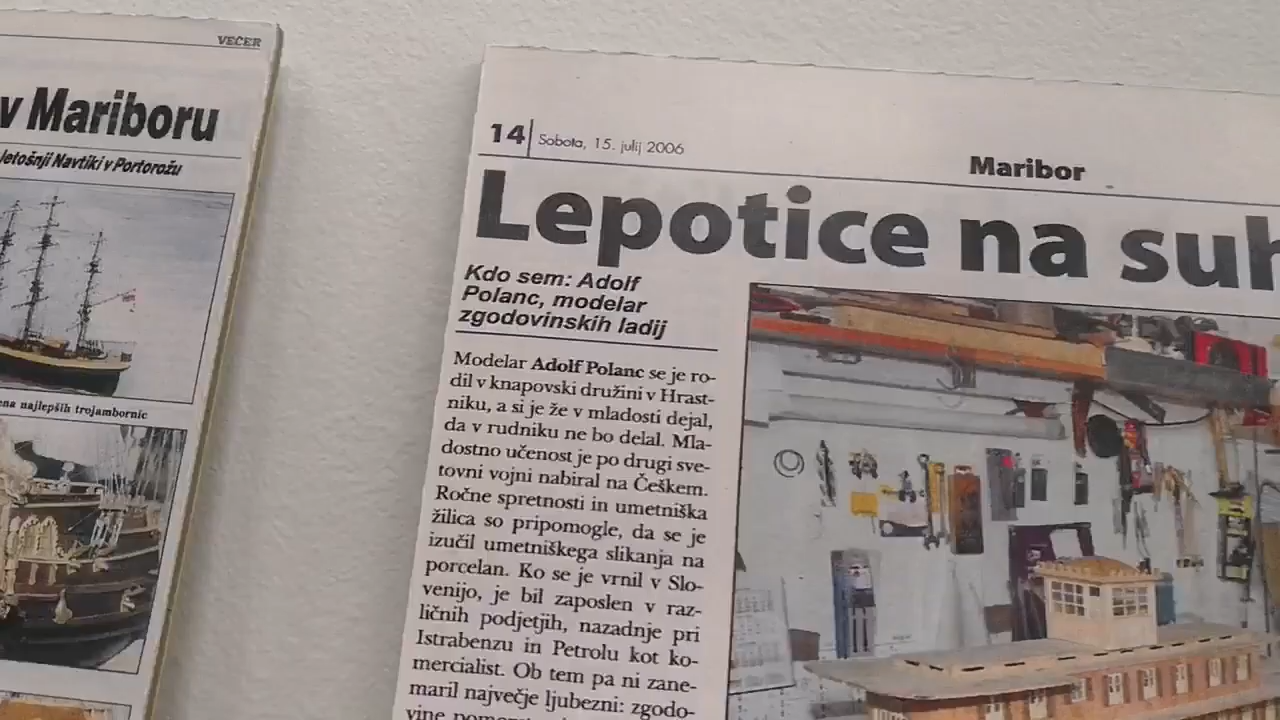 VEČER
v Mariboru
letošnji Navtiki v Portorožu
ena najlepših trojambornic
14 Sobota, 15. julij 2006
Maribor
Lepotice na suh
Kdo sem: Adolf
Polanc, modelar
zgodovinskih ladij
Modelar Adolf Polanc se je ro-
dil v knapovski družini v Hrast-
niku, a si je že v mladosti dejal,
da v rudniku ne bo delal. Mla-
dostno učenost je po drugi sve-
tovni vojni nabiral na Češkem.
Ročne spretnosti in umetniška
žilica so pripomogle, da se je
izučil umetniškega slikanja na
porcelan. Ko se je vrnil v Slo-
venijo, je bil zaposlen v raz-
ličnih podjetjih, nazadnje pri
Istrabenzu in Petrolu kot ko-
mercialist. Ob tem pa ni zane-
maril največje ljubezni: zgodo-